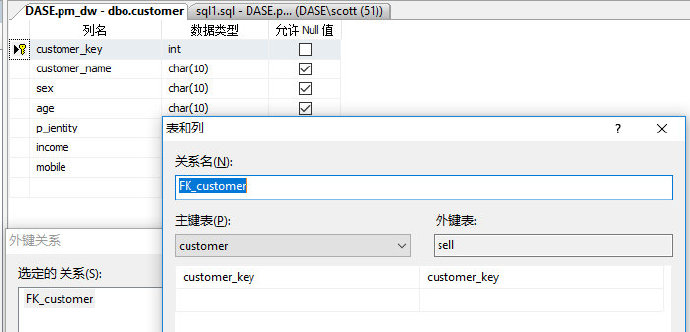 DASE.pm_dw - dbo.customer sql1.sql - DASE.p... (DASE\scott (51))
列名 数据类型 允许 Null 值
customer_key int
customer_name char(10)
sex char(10)
age char(10)
p_ientity
income
mobile
表和列 ? ×
关系名(N):
FK_customer
主键表(P): 外键表:
customer sell
customer_key customer_key
外键关系
选定的 关系(S):
FK_customer